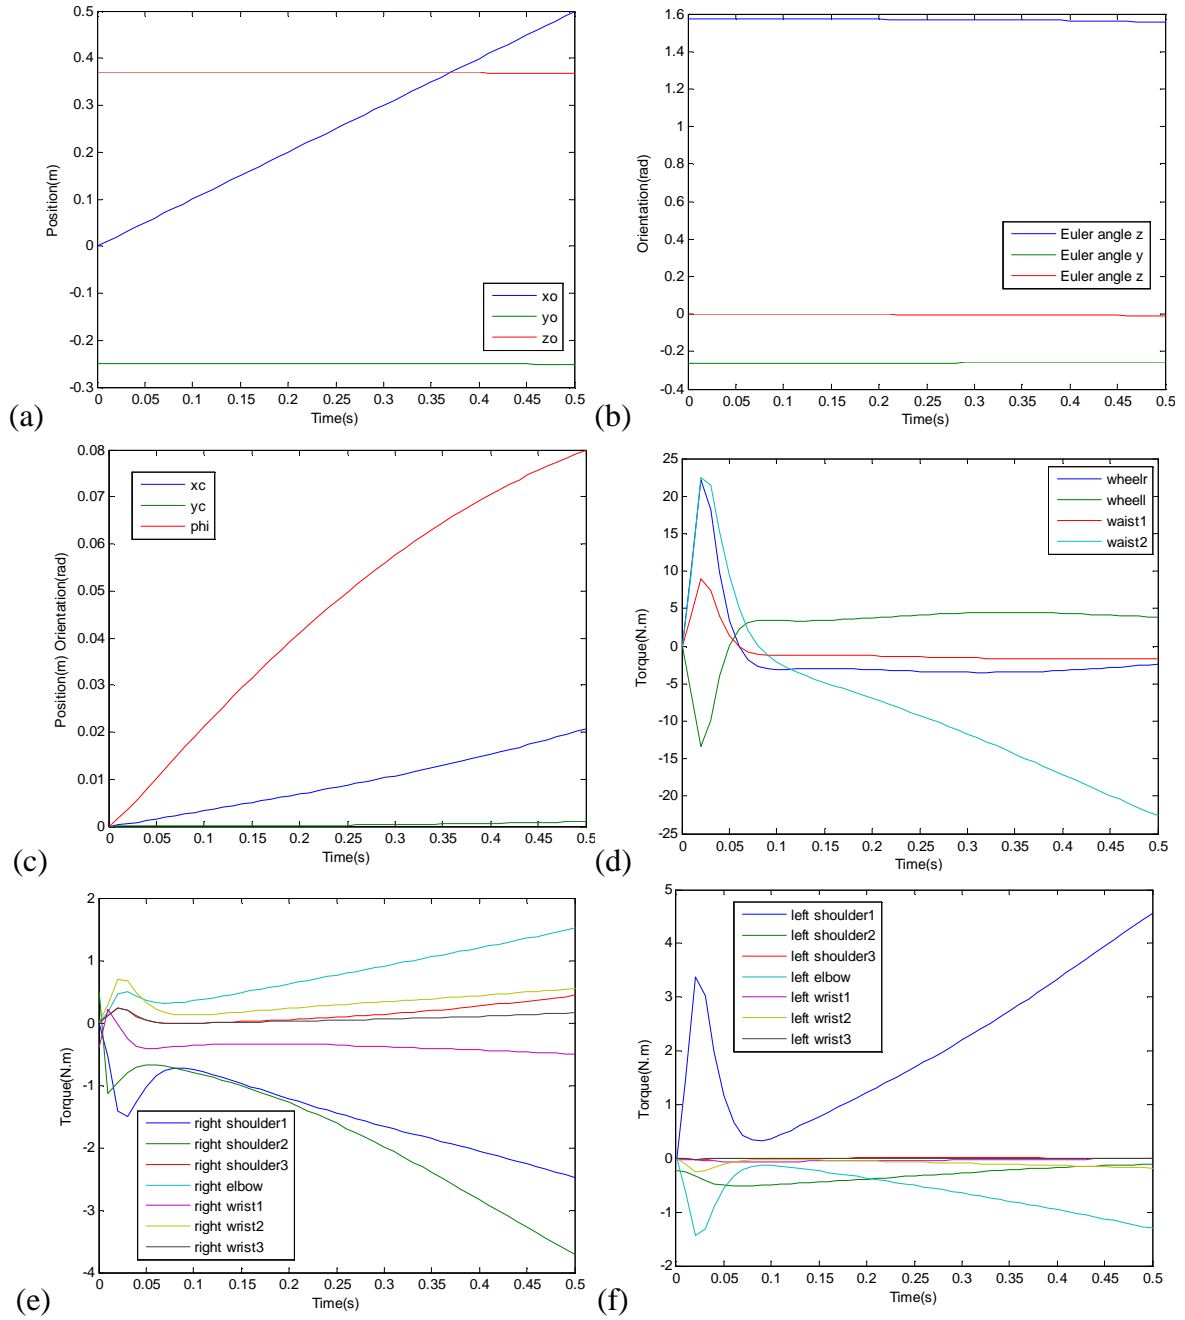 0.5
0.4
0.3
0.2
0.1
0
-0.1
-0.2
-0.3
Position(m)
xo
yo
zo
0 0.05 0.1 0.15 0.2 0.25 0.3 0.35 0.4 0.45 0.5
Time(s)
(a)
1.6
1.4
1.2
1
0.8
0.6
0.4
0.2
0
-0.2
-0.4
Orientation(rad)
Euler angle z
Euler angle y
Euler angle z
0 0.05 0.1 0.15 0.2 0.25 0.3 0.35 0.4 0.45 0.5
Time(s)
(b)
0.08
0.07
0.06
0.05
0.04
0.03
0.02
0.01
0
Position(m) Orientation(rad)
xc
yc
phi
0 0.05 0.1 0.15 0.2 0.25 0.3 0.35 0.4 0.45 0.5
Time(s)
(c)
25
20
15
10
5
0
-5
-10
-15
-20
-25
Torque(N.m)
wheelr
wheell
waist1
waist2
0 0.05 0.1 0.15 0.2 0.25 0.3 0.35 0.4 0.45 0.5
Time(s)
(d)
2
1
0
-1
-2
-3
-4
Torque(N.m)
right shoulder1
right shoulder2
right shoulder3
right elbow
right wrist1
right wrist2
right wrist3
0 0.05 0.1 0.15 0.2 0.25 0.3 0.35 0.4 0.45 0.5
Time(s)
(e)
5
4
3
2
1
0
-1
-2
Torque(N.m)
left shoulder1
left shoulder2
left shoulder3
left elbow
left wrist1
left wrist2
left wrist3
0 0.05 0.1 0.15 0.2 0.25 0.3 0.35 0.4 0.45 0.5
Time(s)
(f)